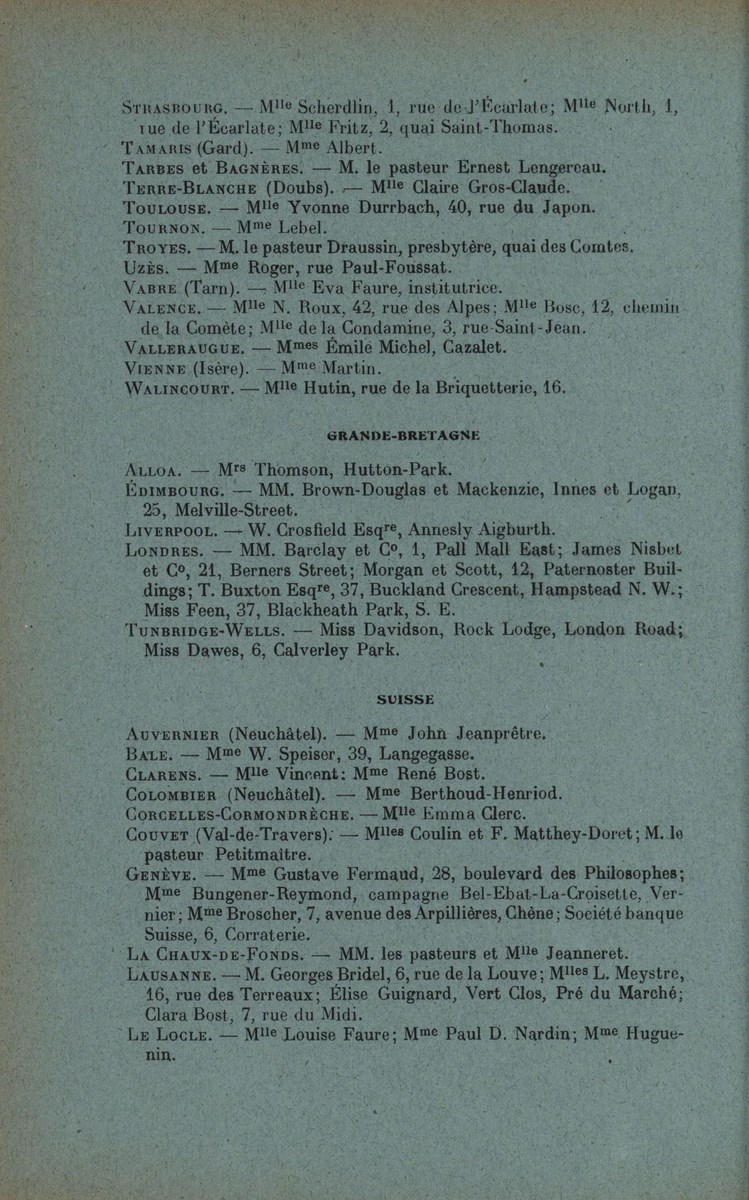 STRASBOURG. — Mlle Scherdlin, 1, rue de l'Écarlate; Mlle North, 1,
rue de l'Écarlate; Mlle Fritz, 2, quai Saint-Thomas.
TAMARIS (Gard). — Mme Albert.
TARBES et BAGNÈRES. — M. le pasteur Ernest Lengereau.
TERRE-BLANCHE (Doubs). — Mlle Claire Gros-Claude.
TOULOUSE. — Mlle Yvonne Durrbach, 40, rue du Japon.
TOURNON. — Mme Lebel.
TROYES. — M. le pasteur Draussin, presbytère, quai des Comtes.
UZÈS. — Mme Roger, rue Paul-Foussat.
VABRE (Tarn). — Mlle Eva Faure, institutrice.
VALENCE. — Mlle N. Roux, 42, rue des Alpes; Mlle Bosc, 12, chemin
de la Comète; Mlle de la Condamine, 3, rue Saint-Jean.
VALLERAUGUE. — Mmes Émile Michel, Cazalet.
VIENNE (Isère). — Mme Martin.
WALINCOURT. — Mlle Hutin, rue de la Briquetterie, 16.
GRANDE-BRETAGNE
ALLOA. — Mrs Thomson, Hutton-Park.
ÉDIMBOURG. — MM. Brown-Douglas et Mackenzie, Innes et Logan,
25, Melville-Street.
LIVERPOOL. — W. Crosfield Esqre, Annesly Aigburth.
LONDRES. — MM. Barclay et Co, 1, Pall Mall East; James Nisbet
et Co, 21, Berners Street; Morgan et Scott, 12, Paternoster Buil-
dings; T. Buxton Esqre, 37, Buckland Crescent, Hampstead N. W.;
Miss Feen, 37, Blackheath Park, S. E.
TUNBRIDGE-WELLS. — Miss Davidson, Rock Lodge, London Road;
Miss Dawes, 6, Calverley Park.
SUISSE
AUVERNIER (Neuchâtel). — Mme John Jeanprêtre.
BALE. — Mme W. Speiser, 39, Langegasse.
CLARENS. — Mlle Vincent; Mme René Bost.
COLOMBIER (Neuchâtel). — Mme Berthoud-Henriod.
CORCELLES-CORMONDRÈCHE. — Mlle Emma Clerc.
COUVET (Val-de-Travers). — Mlles Coulin et F. Matthey-Doret; M. le
pasteur Petitmaître.
GENÈVE. — Mme Gustave Fermaud, 28, boulevard des Philosophes;
Mme Bungener-Reymond, campagne Bel-Ebat-La-Croisette, Ver-
nier; Mme Broscher, 7, avenue des Arpillières, Chêne; Société banque
Suisse, 6, Corraterie.
LA CHAUX-DE-FONDS. — MM. les pasteurs et Mlle Jeanneret.
LAUSANNE. — M. Georges Bridel, 6, rue de la Louve; Mlles L. Meystre,
16, rue des Terreaux; Élise Guignard, Vert Clos, Pré du Marché;
Clara Bost, 7, rue du Midi.
LE LOCLE. — Mlle Louise Faure; Mme Paul D. Nardin; Mme Hugue-
nin.